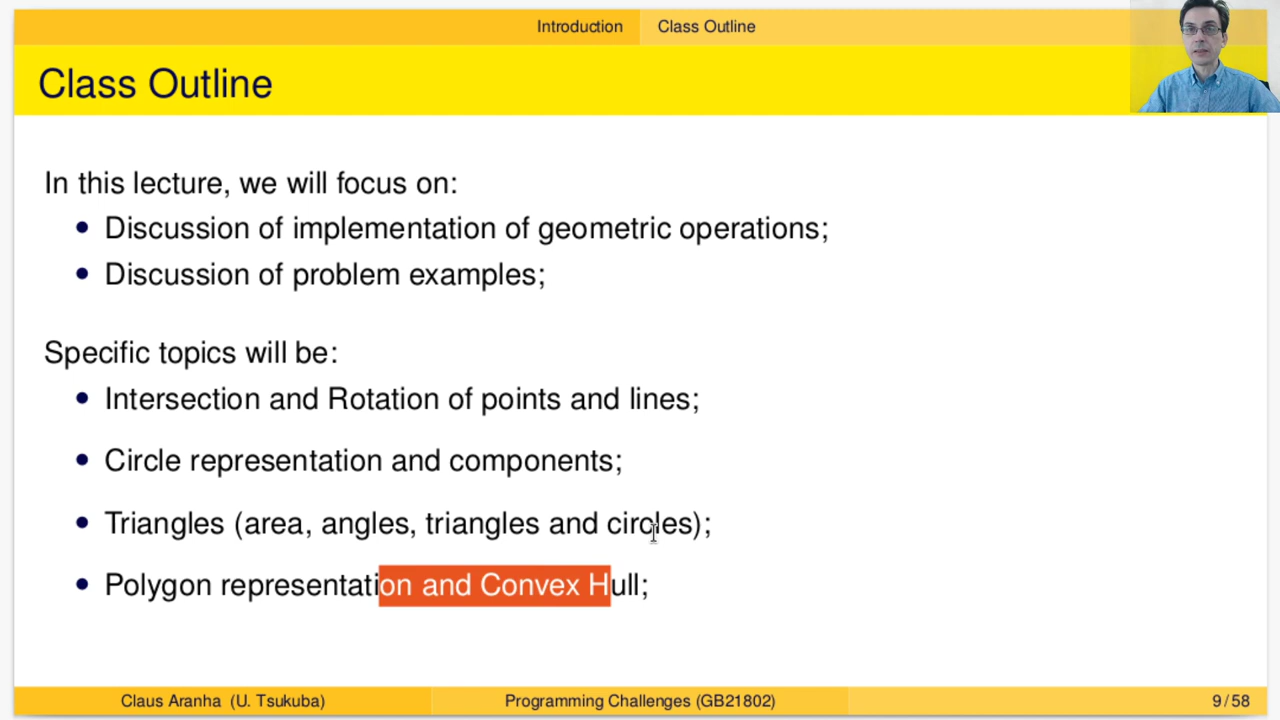 Introduction Class Outline
Class Outline
In this lecture, we will focus on:
Discussion of implementation of geometric operations;
Discussion of problem examples;
Specific topics will be:
Intersection and Rotation of points and lines;
Circle representation and components;
Triangles (area, angles, triangles and circles);
Polygon representation and Convex Hull;
Claus Aranha (U. Tsukuba) Programming Challenges (GB21802) 9 / 58